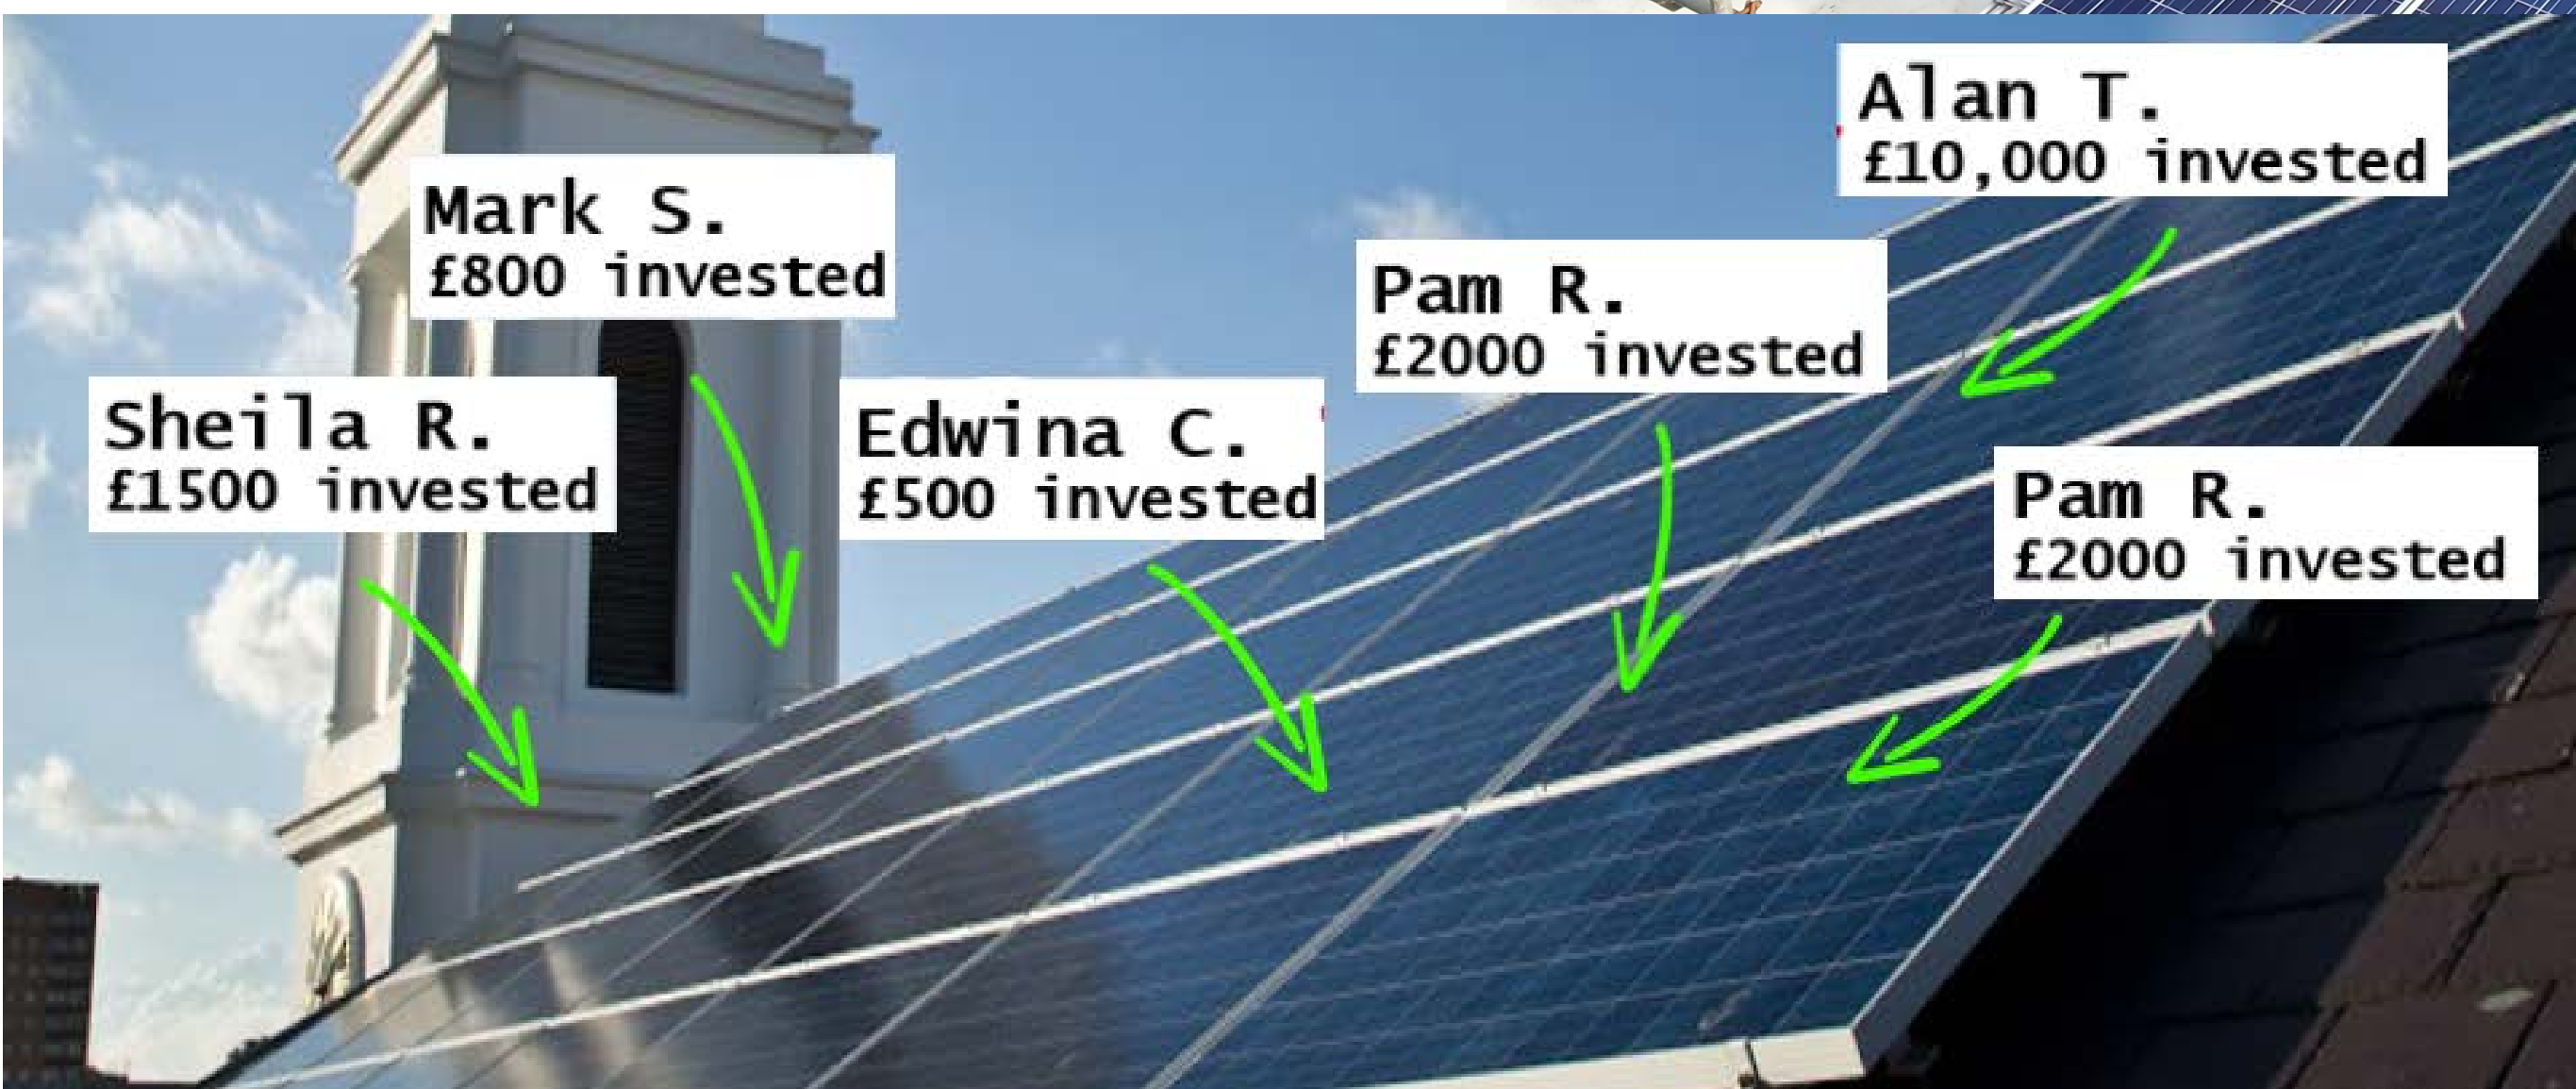 Alan T.
£10,000 invested
Mark S.
£800 invested
Pam R.
£2000 invested
Sheila R.
£1500 invested
Edwina C.
£500 invested
Pam R.
£2000 invested